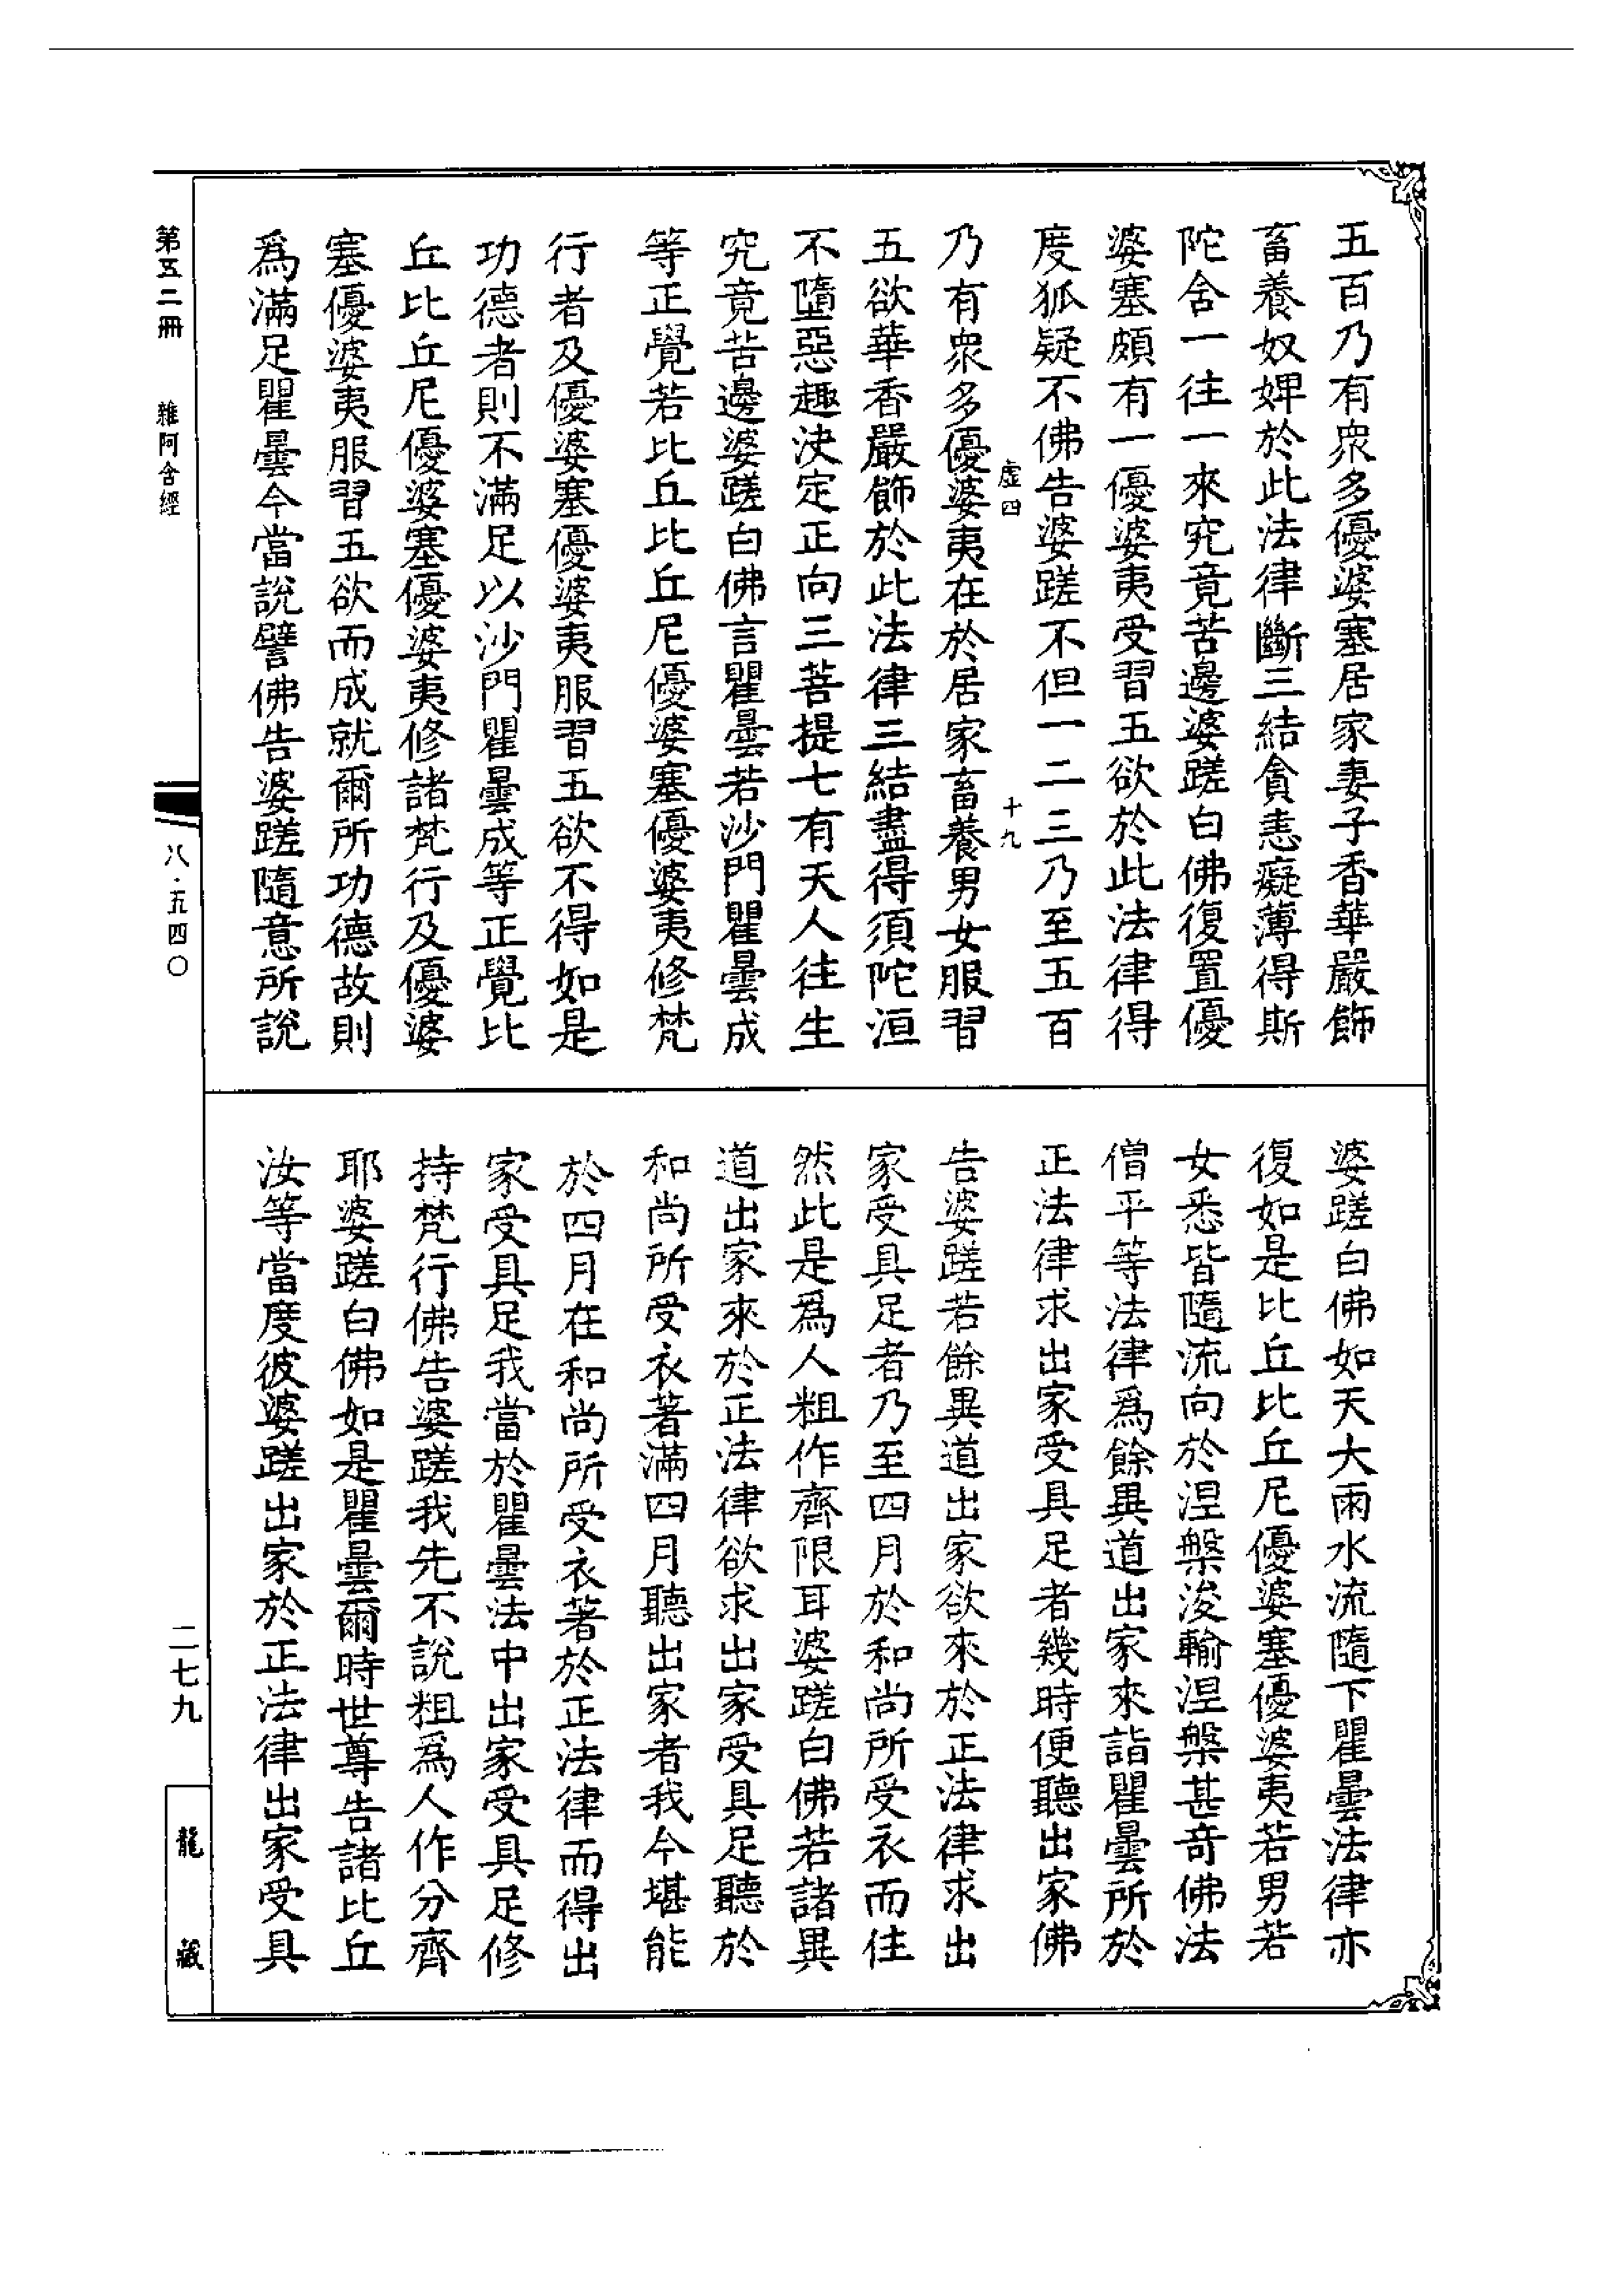 五百乃有衆多優婆塞居家妻子香華嚴飾
畜養奴婢於此法律斷三結貪恚癡薄得斯
陀含一往一來究竟苦邊婆蹉白佛復置優
婆塞頗有一優婆夷受習五欲於此法律得
度狐疑不佛告婆蹉不但一二三乃至五百
虛四 十九
乃有衆多優婆夷在於居家畜養男女服習
五欲華香嚴飾於此法律三結盡得須陀洹
不墮惡趣決定正向三菩提七有天人往生
究竟苦邊婆蹉白佛言瞿曇若沙門瞿曇成
等正覺若比丘比丘尼優婆塞優婆夷修梵
行者及優婆塞優婆夷服習五欲不得如是
功德者則不滿足以沙門瞿曇成等正覺比
丘比丘尼優婆塞優婆夷修諸梵行及優婆
塞優婆夷服習五欲而成就爾所功德故則
爲滿足瞿曇今當說譬佛告婆蹉隨意所說
婆蹉白佛如天大雨水流隨下瞿曇法律亦
復如是比丘比丘尼優婆塞優婆夷若男若
女悉皆隨流向於涅槃浚輸涅槃甚奇佛法
僧平等法律爲餘異道出家來詣瞿曇所於
正法律求出家受具足者幾時便聽出家佛
告婆蹉若餘異道出家欲來於正法律求出
家受具足者乃至四月於和尚所受衣而住
然此是爲人粗作齊限耳婆蹉白佛若諸異
道出家來於正法律欲求出家受具足聽於
和尚所受衣著滿四月聽出家者我今堪能
於四月在和尚所受衣著於正法律而得出
家受具足我當於瞿曇法中出家受具足修
持梵行佛告婆蹉我先不說粗爲人作分齊
耶婆蹉白佛如是瞿曇爾時世尊告諸比丘
汝等當度彼婆蹉出家於正法律出家受具
第五二冊 雜阿含經
八·五四〇
二七九
龍藏